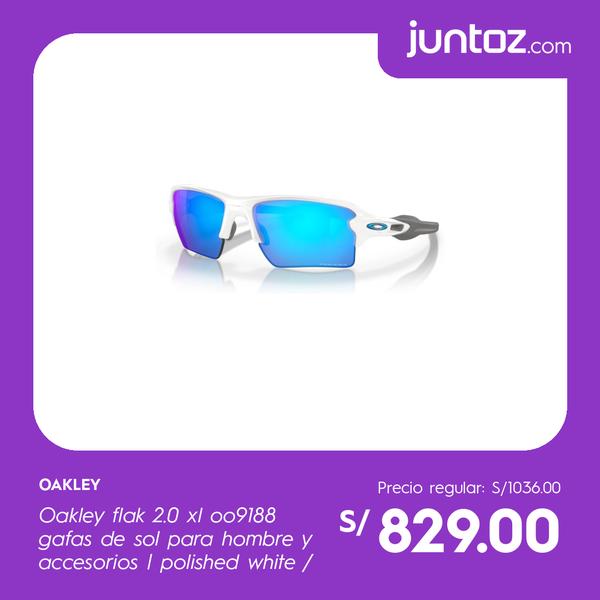 juntoz.com
OAKLEY
Oakley flak 2.0 xl oo9188
gafas de sol para hombre y
accesorios | polished white /
Precio regular: S/1036.00
S/ 829.00